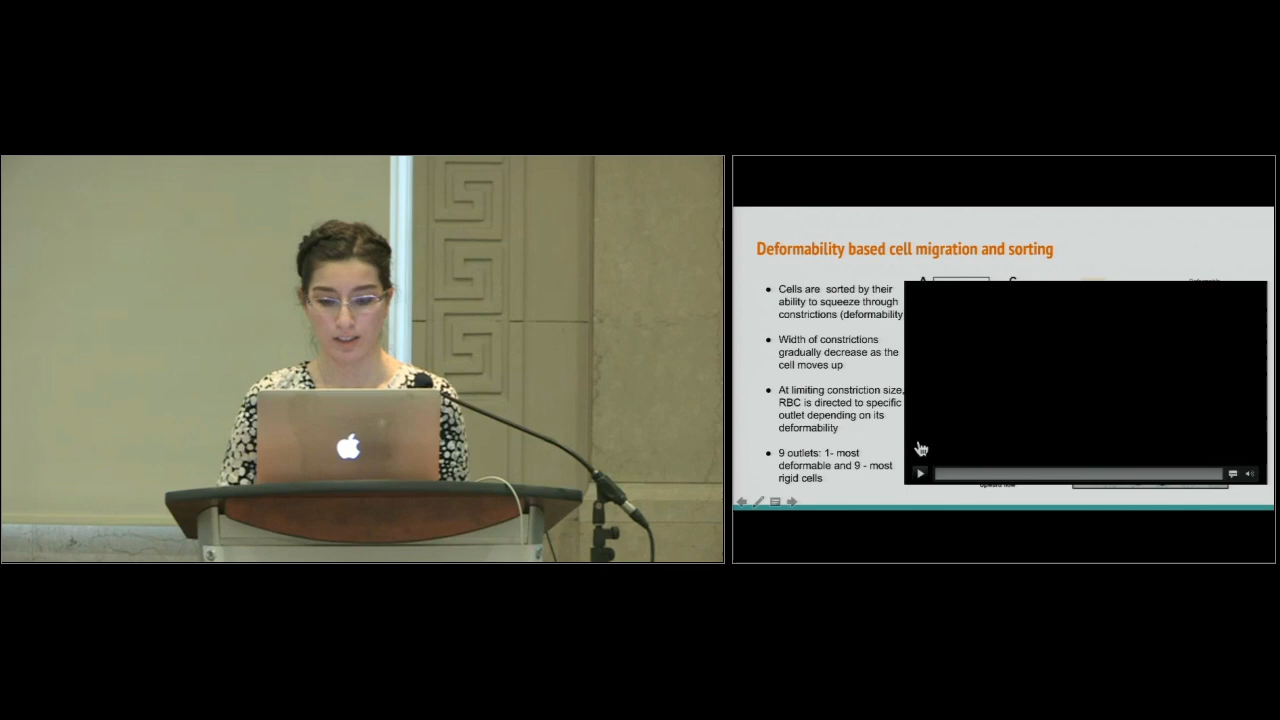 Deformability based cell migration and sorting
● Cells are sorted by their
ability to squeeze through
constrictions (deformability
● Width of constrictions
gradually decrease as the
cell moves up
● At limiting constriction size,
RBC is directed to specific
outlet depending on its
deformability
● 9 outlets: 1- most
deformable and 9 - most
rigid cells